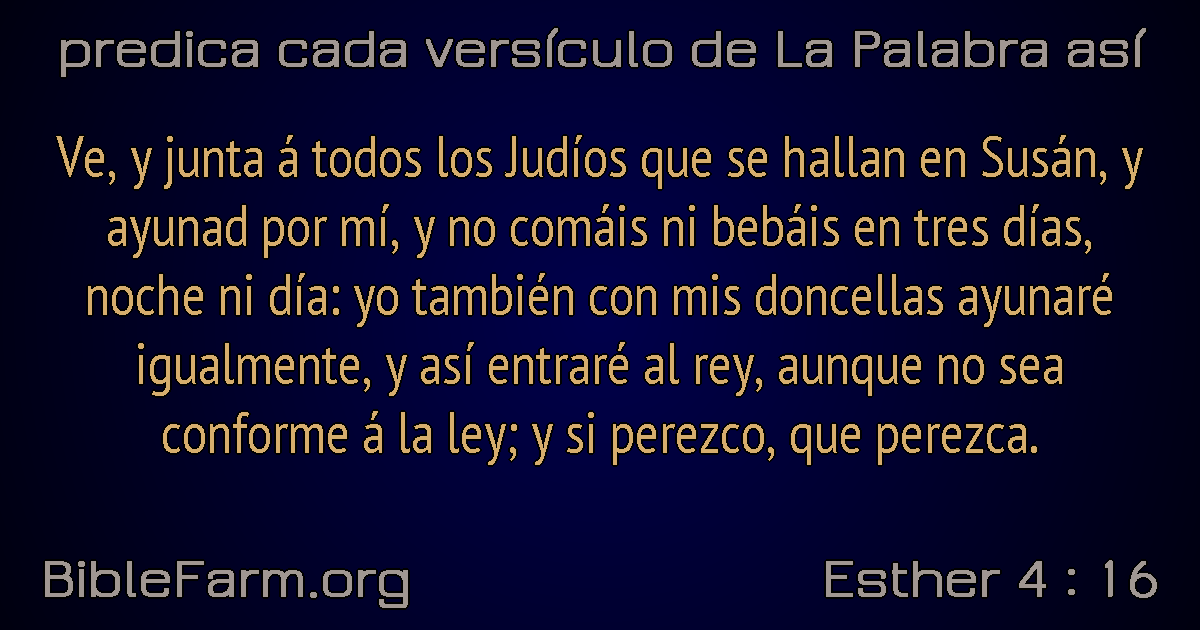 predica cada versículo de La Palabra así
Ve, y junta á todos los Judíos que se hallan en Susán, y
ayunad por mí, y no comáis ni bebáis en tres días,
noche ni día: yo también con mis doncellas ayunaré
igualmente, y así entraré al rey, aunque no sea
conforme á la ley; y si perezco, que perezca.
BibleFarm.org
Esther 4 : 16